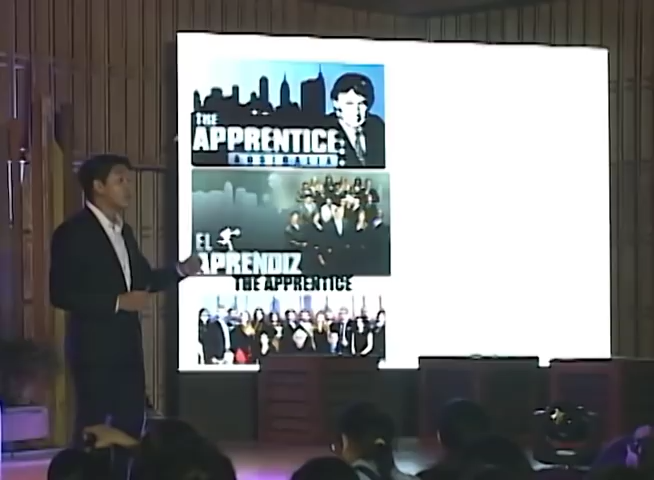 THE
APPRENTICE
AUSTRALIA
EL
APRENDIZ
THE APPRENTICE